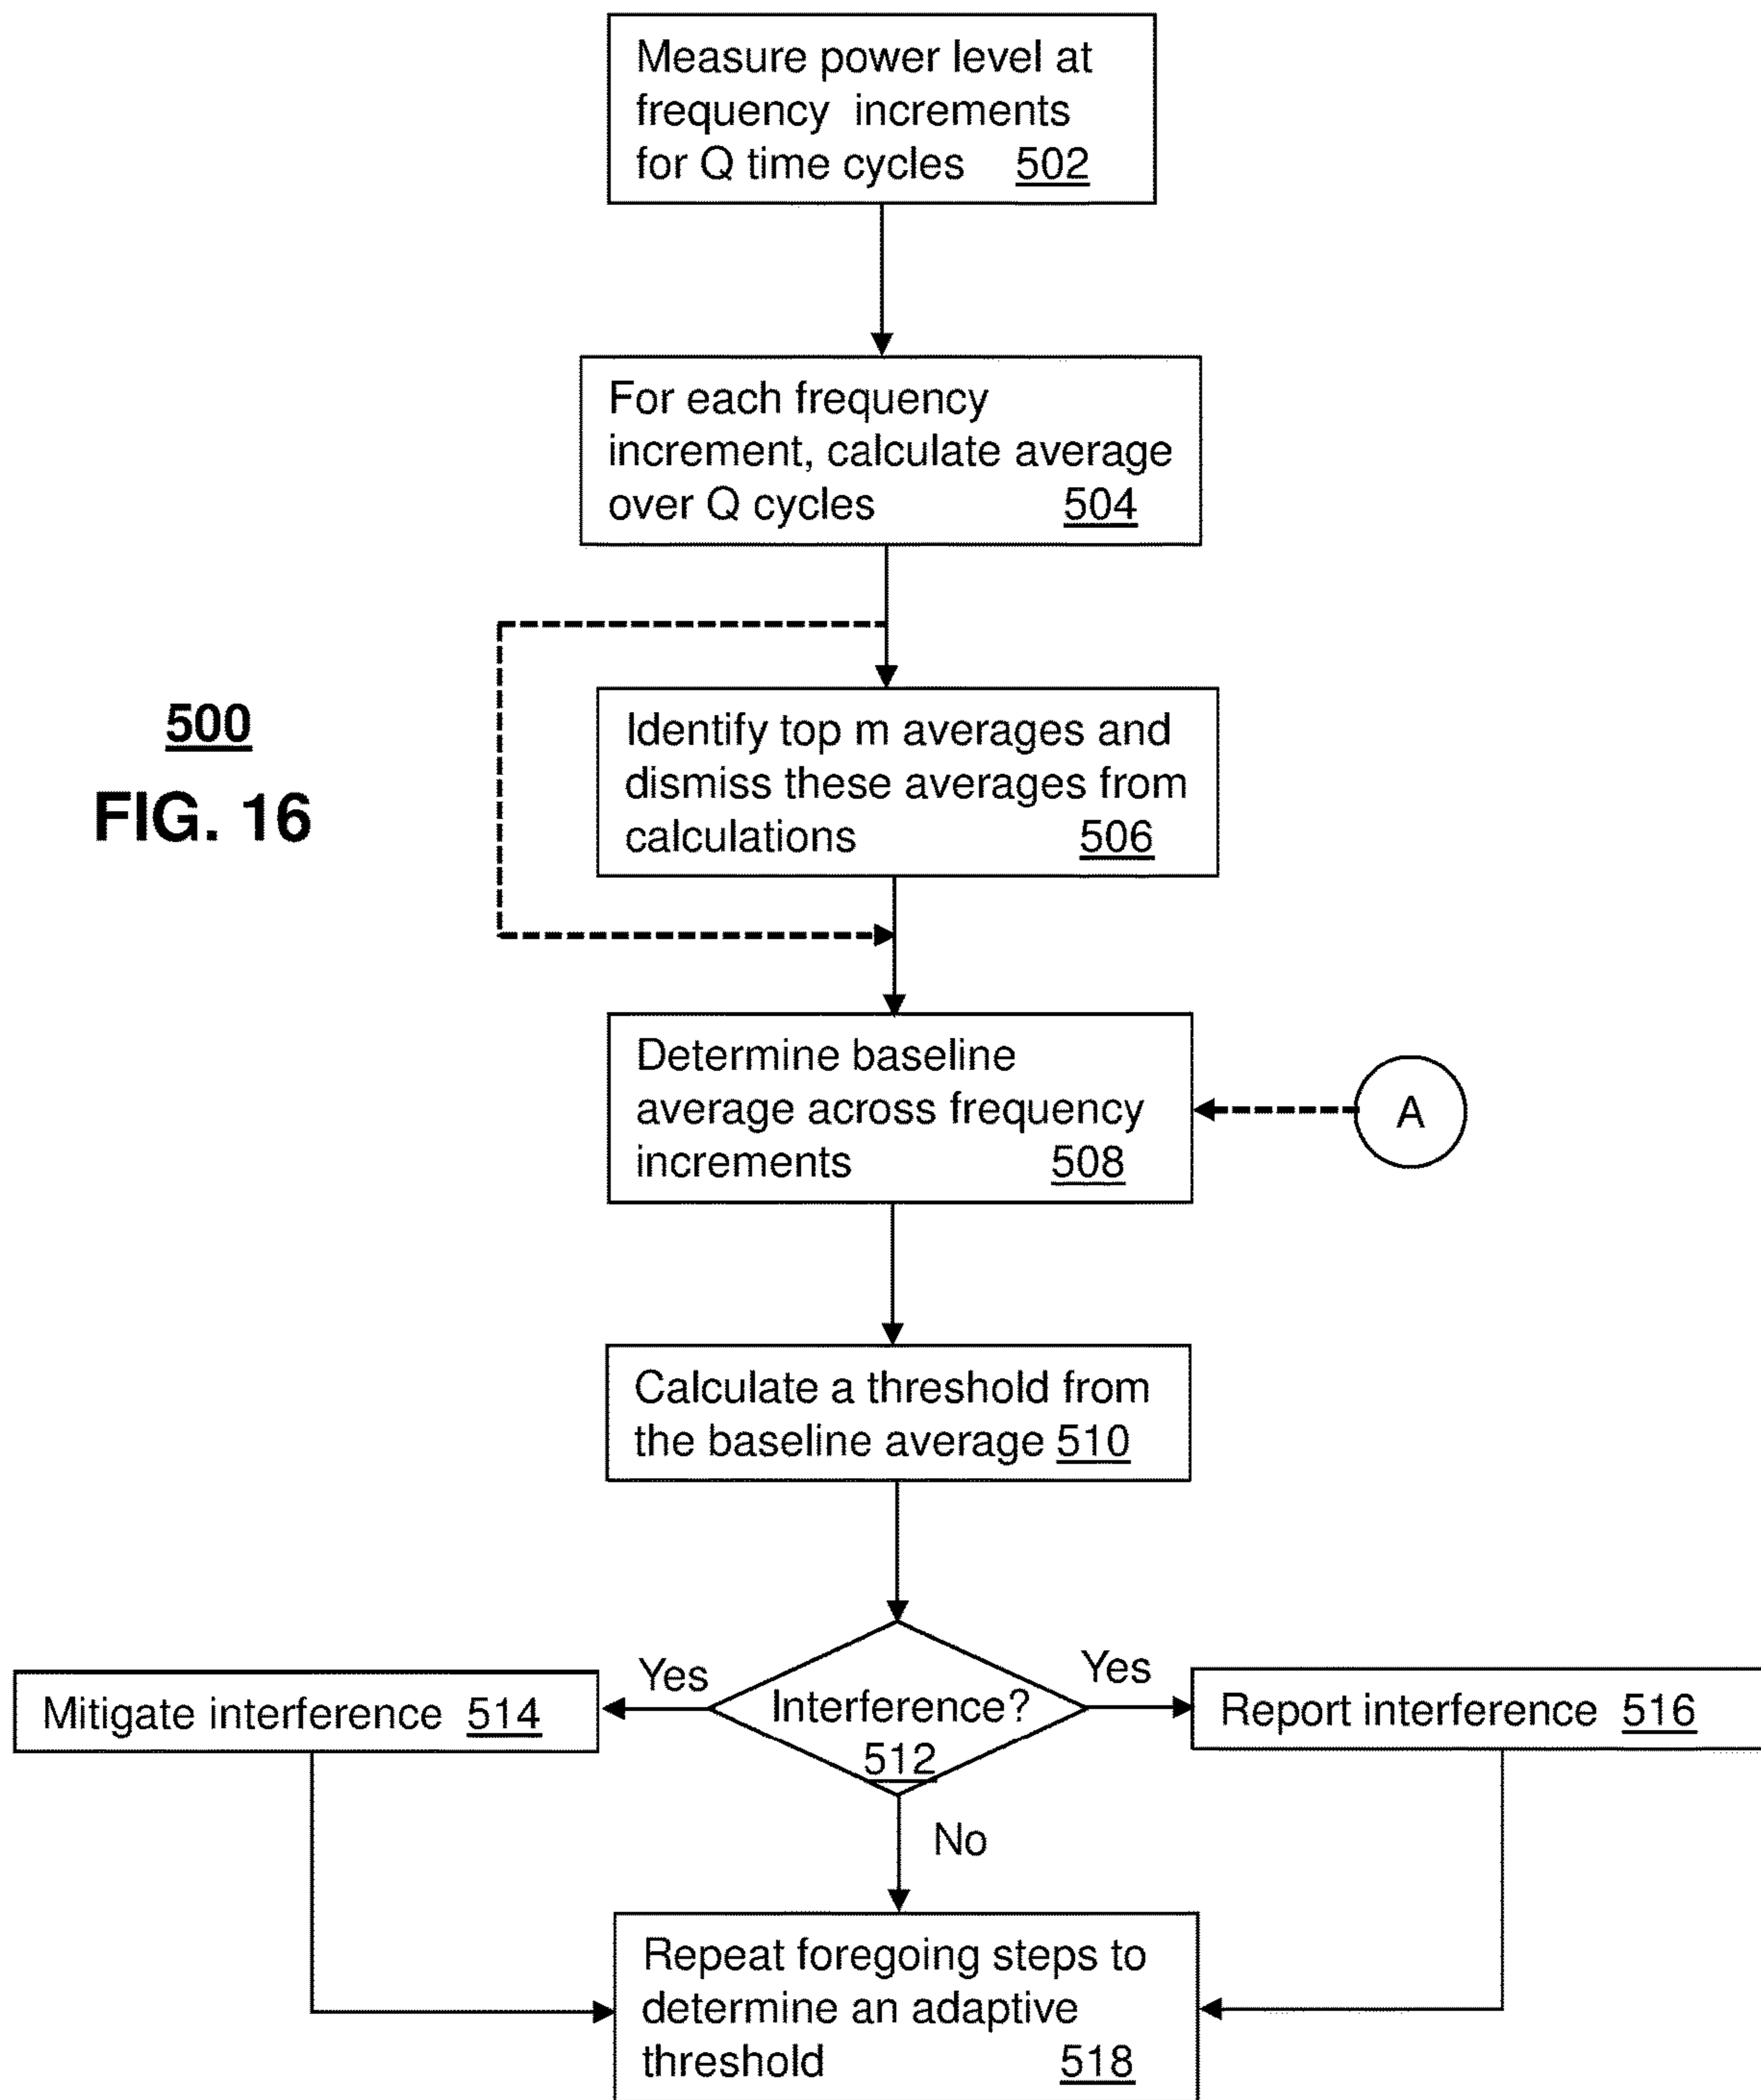 Measure power level at
frequency increments
for Q time cycles 502
For each frequency
increment, calculate average
over Q cycles 504
500
FIG. 16
Identify top m averages and
dismiss these averages from
calculations 506
Determine baseline
average across frequency
increments 508
A
Calculate a threshold from
the baseline average 510
Yes
Yes
Mitigate interference 514
Interference?
512
Report interference 516
No
Repeat foregoing steps to
determine an adaptive
threshold 518